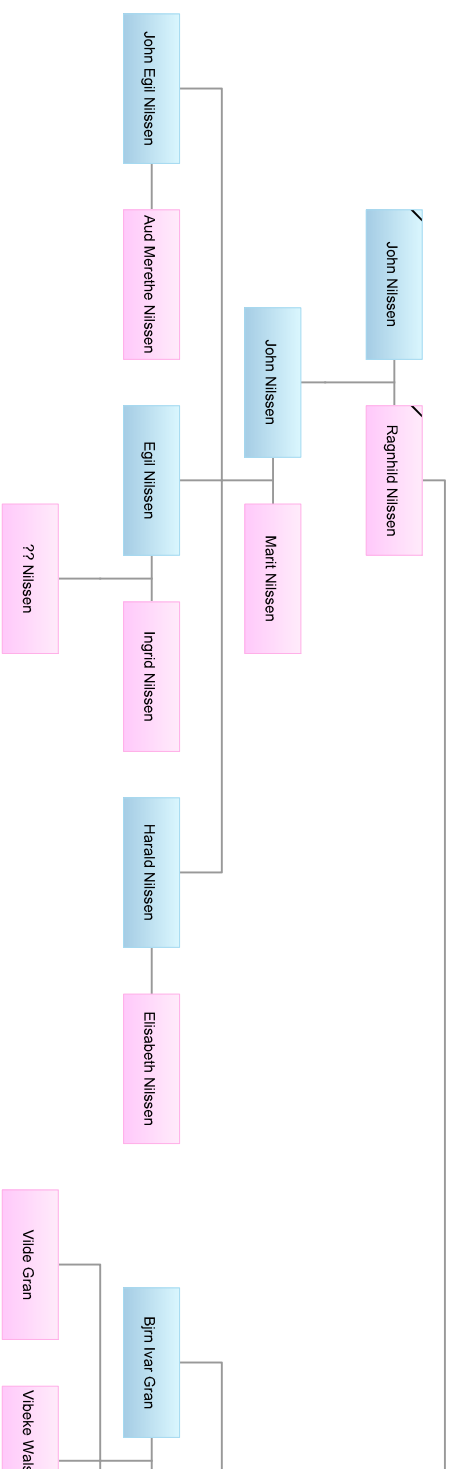 John Nilssen
Ragnhild Nilssen
John Nilssen
Marit Nilssen
John Egil Nilssen
Aud Merethe Nilssen
Egil Nilssen
Ingrid Nilssen
Harald Nilssen
Elisabeth Nilssen
Bjrn Ivar Gran
?? Nilssen
Vilde Gran
Vibeke